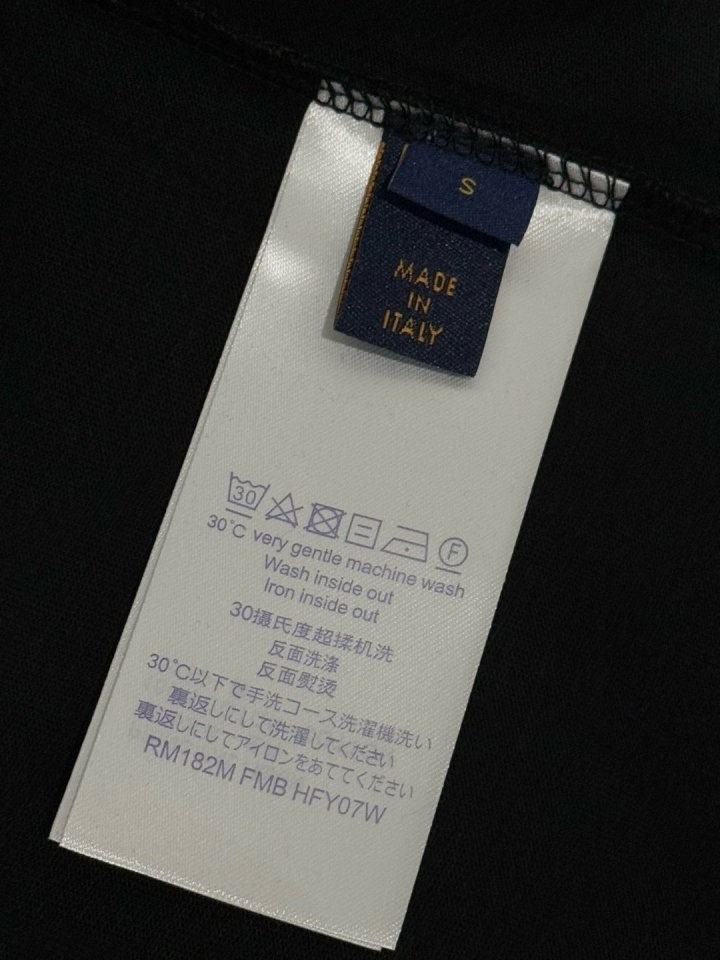 S
MADE
IN
ITALY
30
F
30°C very gentle machine wash
Wash inside out
Iron inside out
30摄氏度超揉机洗
反面洗涤
反面熨烫
30°C以下で手洗コース洗濯機洗い
裏返しにして洗濯してください
裏返しにしてアイロンをあててください
RM182M FMB HFY07W